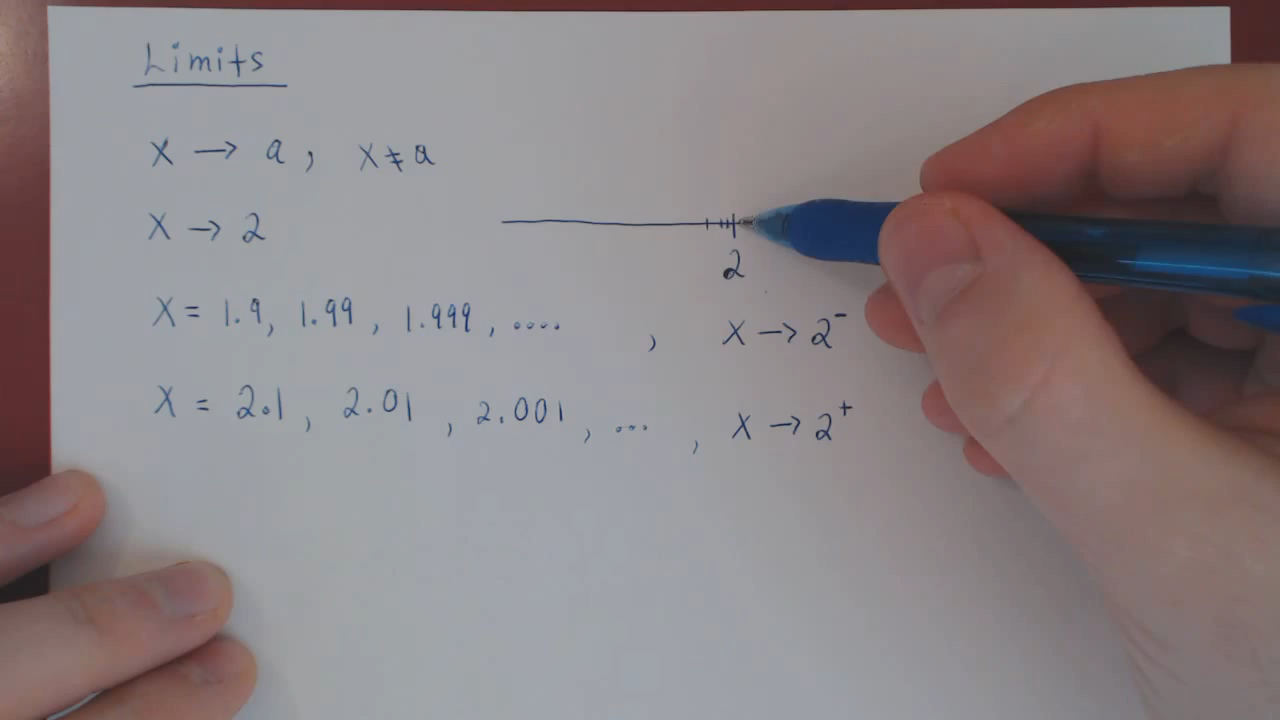 Limits
x → a, x ≠ a
x → 2
2
x = 1.9, 1.99, 1.999, .... , x → 2⁻
x = 2.1, 2.01, 2.001, ... , x → 2⁺